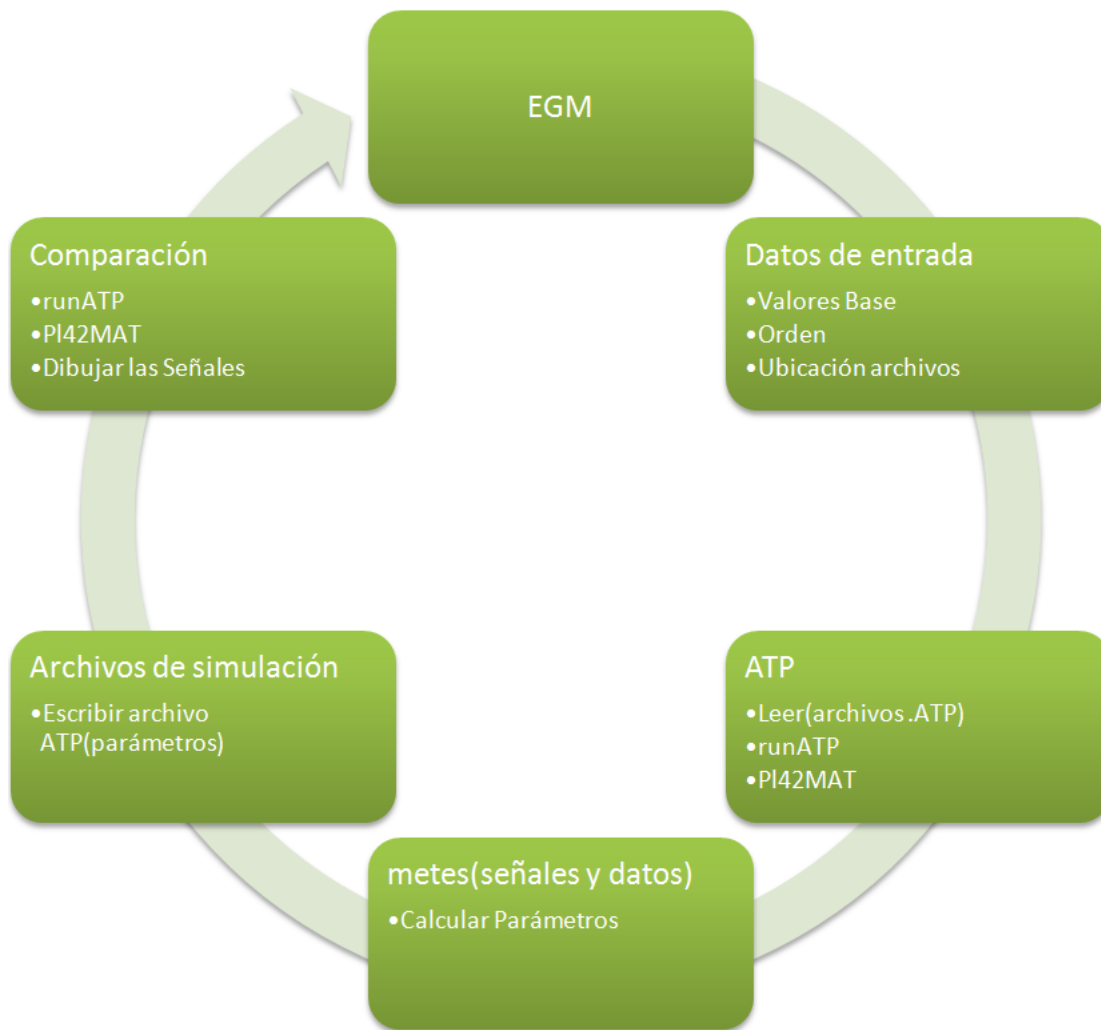 EGM
Datos de entrada
•Valores Base
•Orden
•Ubicación archivos
ATP
•Leer(archivos .ATP)
•runATP
•Pl42MAT
metes(señales y datos)
•Calcular Parámetros
Archivos de simulación
•Escribir archivo
ATP(parámetros)
Comparación
•runATP
•Pl42MAT
•Dibujar las Señales